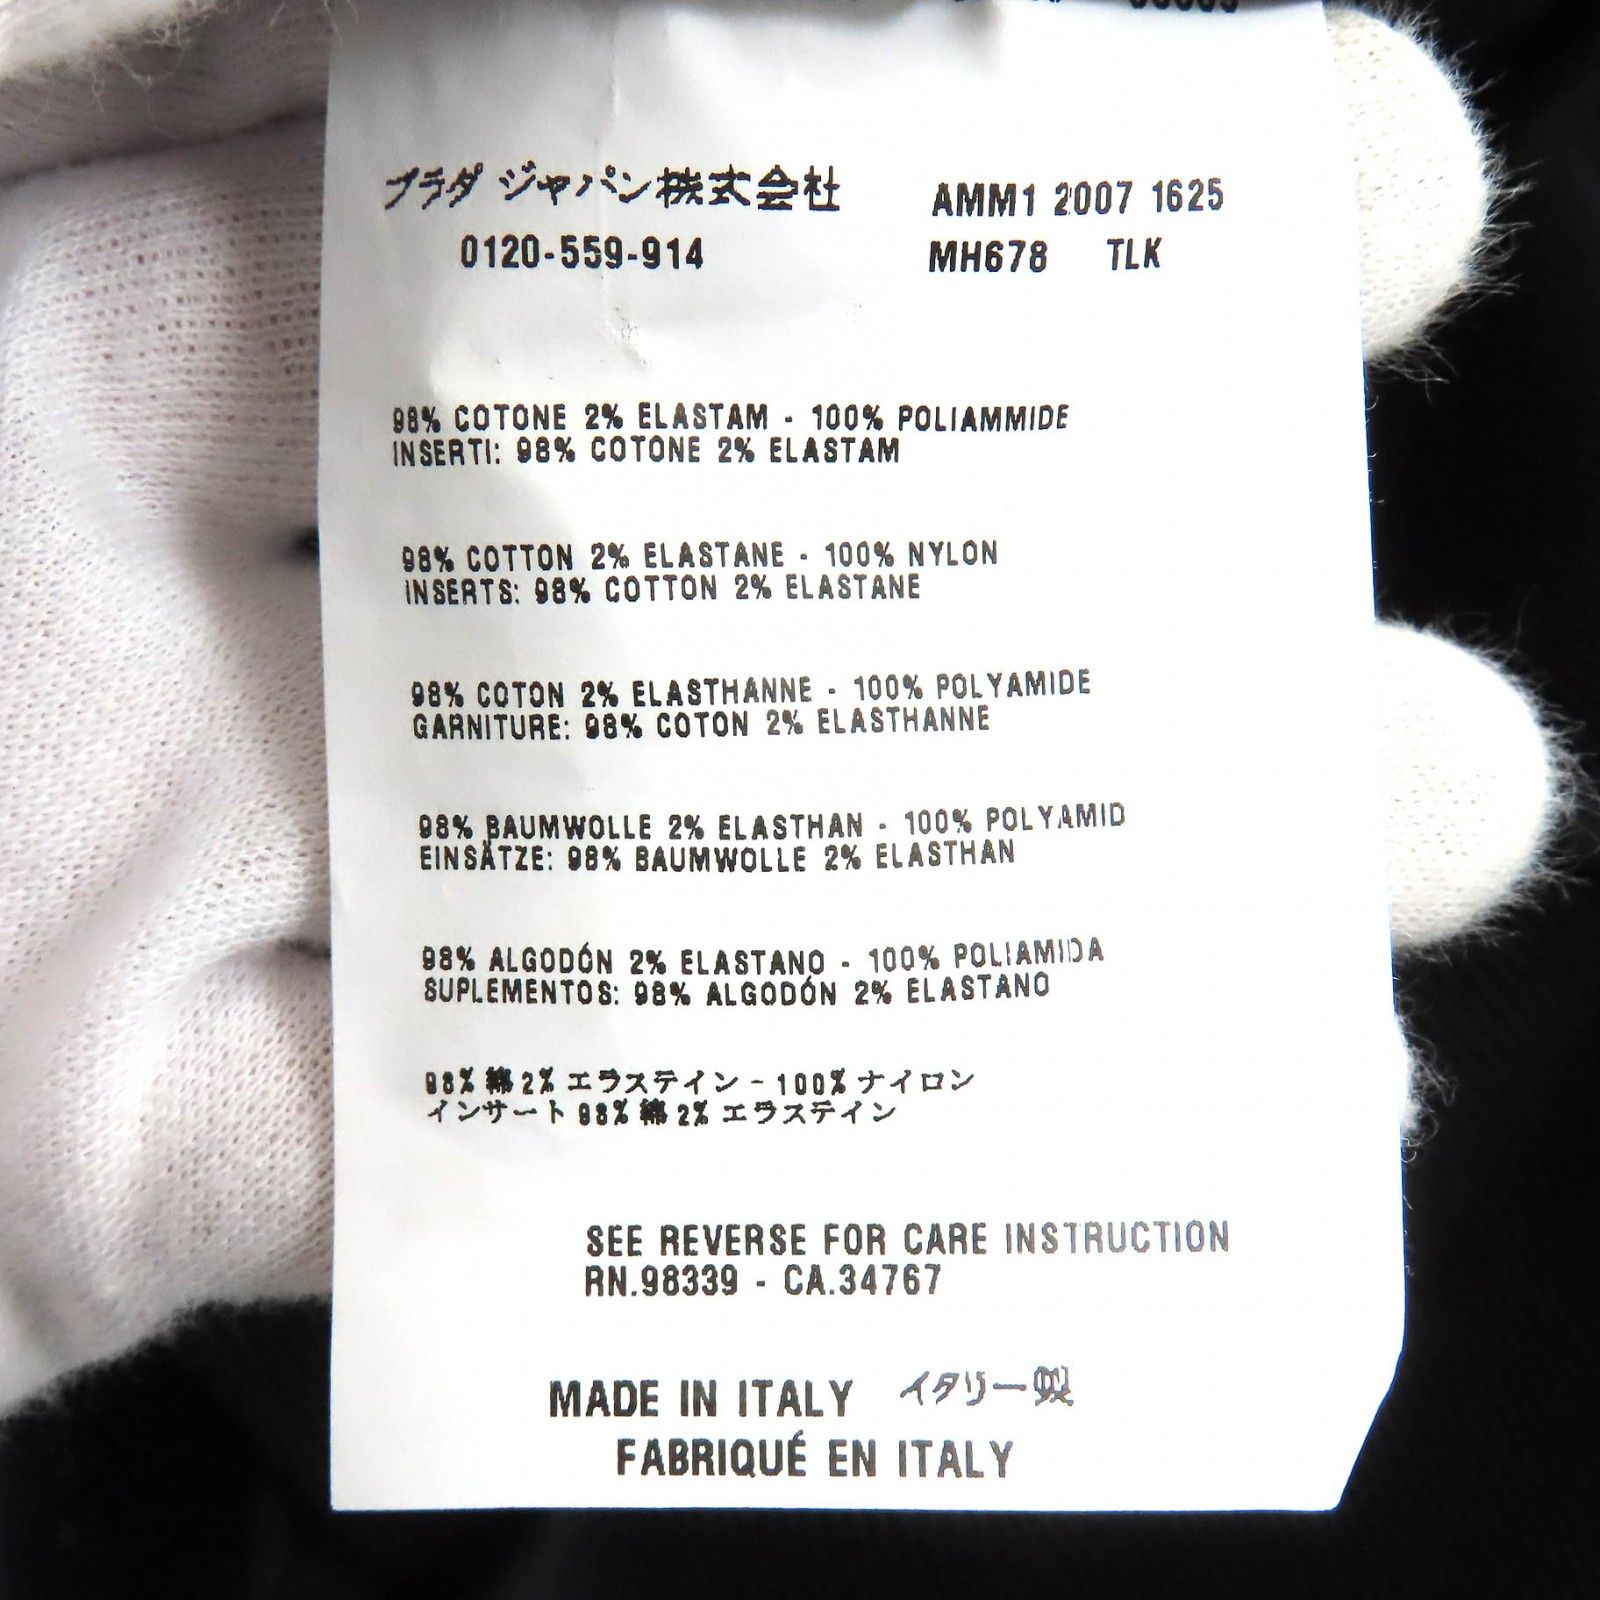 プラダ ジャパン株式会社
0120-559-914
AMM1 2007 1625
MH678 TLK
98% COTONE 2% ELASTAM - 100% POLIAMMIDE
INSERTI: 98% COTONE 2% ELASTAM
98% COTTON 2% ELASTANE - 100% NYLON
INSERTS: 98% COTTON 2% ELASTANE
98% COTON 2% ELASTHANNE - 100% POLYAMIDE
GARNITURE: 98% COTON 2% ELASTHANNE
98% BAUMWOLLE 2% ELASTHAN - 100% POLYAMID
EINSÄTZE: 98% BAUMWOLLE 2% ELASTHAN
98% ALGODÓN 2% ELASTANO - 100% POLIAMIDA
SUPLEMENTOS: 98% ALGODÓN 2% ELASTANO
98% 綿 2% エラステイン - 100% ナイロン
インサート 98% 綿 2% エラステイン
SEE REVERSE FOR CARE INSTRUCTION
RN.98339 - CA.34767
MADE IN ITALY イタリー製
FABRIQUÉ EN ITALY